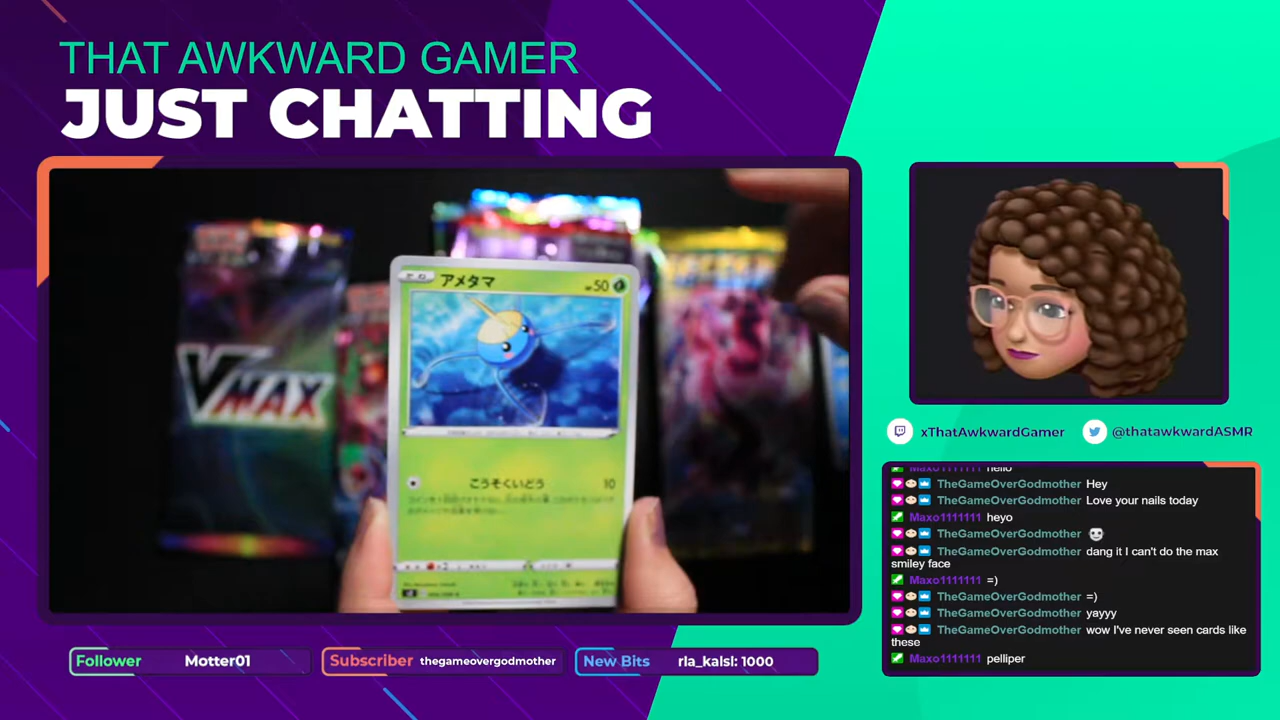 THAT AWKWARD GAMER
JUST CHATTING
VMAX
アメタマ
HP 50
こうそくいどう 10
xThatAwkwardGamer
@thatawkwardASMR
Maxo1111111 hello
TheGameOverGodmother Hey
TheGameOverGodmother Love your nails today
Maxo1111111 heyo
TheGameOverGodmother
TheGameOverGodmother dang it I can't do the max
smiley face
Maxo1111111 =)
TheGameOverGodmother =)
TheGameOverGodmother yayyy
TheGameOverGodmother wow I've never seen cards like
these
Maxo1111111 pelliper
Follower Motter01
Subscriber thegameovergodmother
New Bits rla_kalsl: 1000